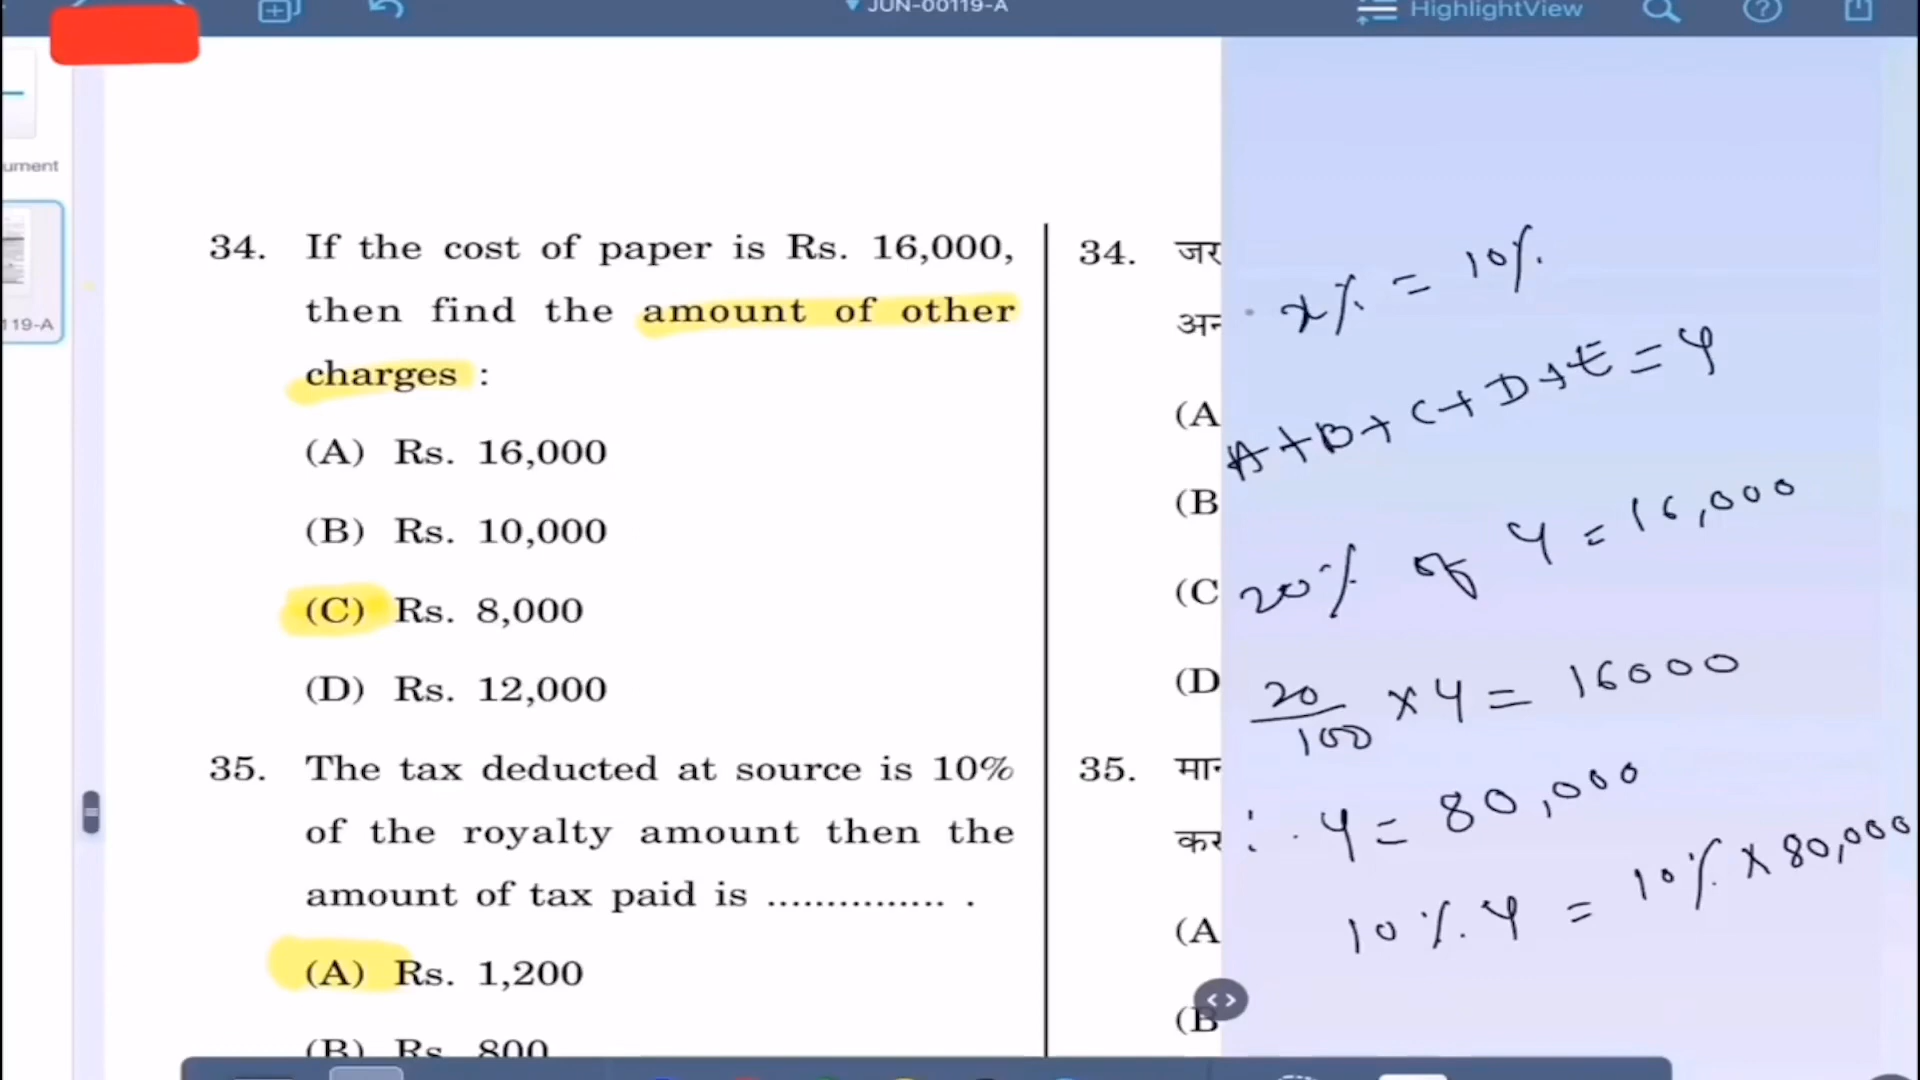 JUN-00119-A
HighlightView
ument
119-A
34. If the cost of paper is Rs. 16,000,
then find the amount of other
charges :
(A) Rs. 16,000
(B) Rs. 10,000
(C) Rs. 8,000
(D) Rs. 12,000
35. The tax deducted at source is 10%
of the royalty amount then the
amount of tax paid is ............... .
(A) Rs. 1,200
(B) Rs. 800
34. जर
(A
(B
(C
(D
35.
कर
(A
(B
x% = 10%
A+B+C+D+E = Y
20% of Y = 16,000
20/100 × Y = 16000
∴ Y = 80,000
10% Y = 10% × 80,000